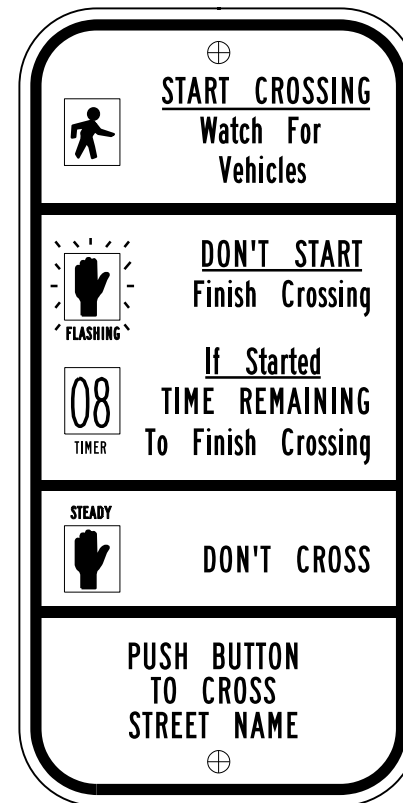 START CROSSING
Watch For
Vehicles
DON'T START
Finish Crossing
FLASHING
If Started
08
TIME REMAINING
TIMER
To Finish Crossing
STEADY
DON'T CROSS
PUSH BUTTON
TO CROSS
STREET NAME